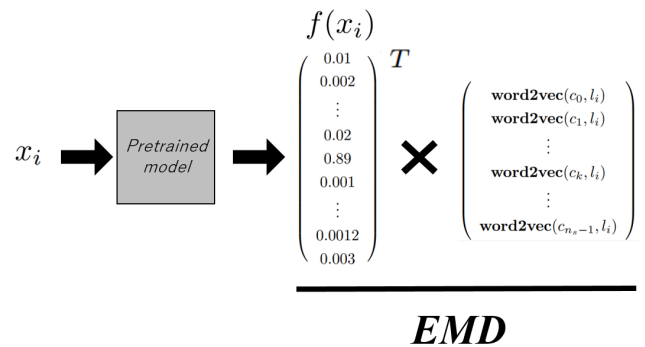 f(x_i)
x_i
Pretrained
model
0.01
0.002
⋮
0.02
0.89
0.001
⋮
0.0012
0.003
T
×
word2vec(c_0, l_i)
word2vec(c_1, l_i)
⋮
word2vec(c_k, l_i)
⋮
word2vec(c_{n_s−1}, l_i)
EMD